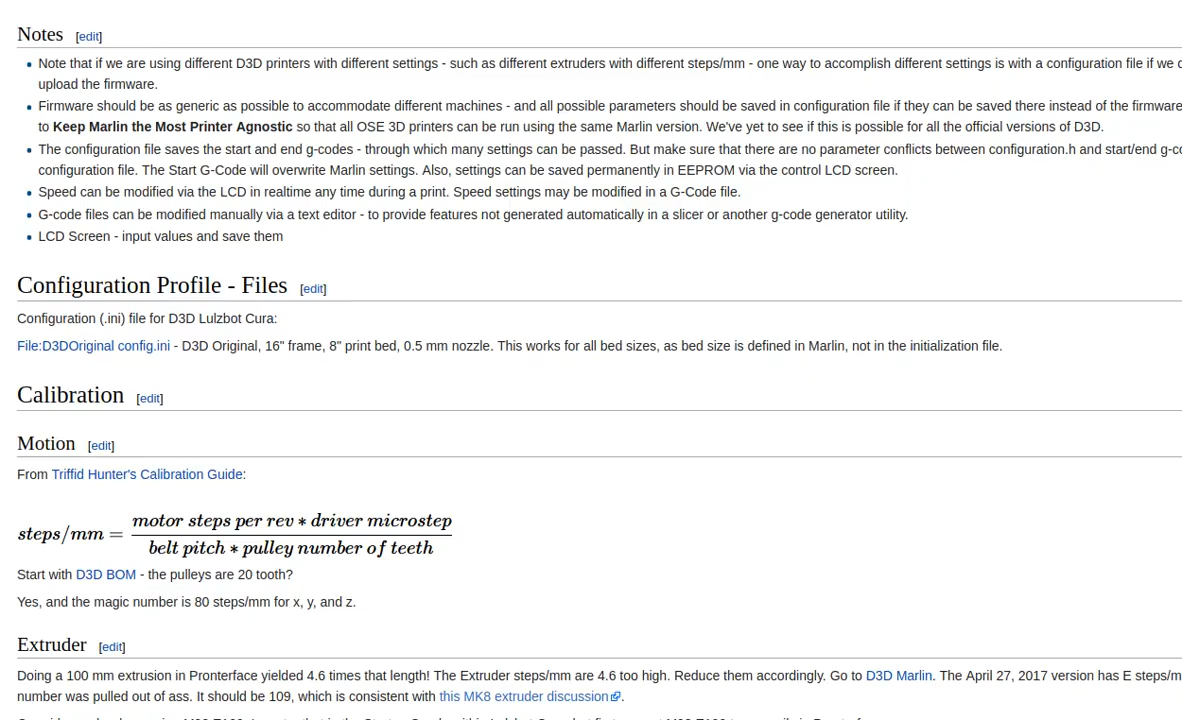 Notes [edit]
Note that if we are using different D3D printers with different settings - such as different extruders with different steps/mm - one way to accomplish different settings is with a configuration file if we
upload the firmware.
Firmware should be as generic as possible to accommodate different machines - and all possible parameters should be saved in configuration file if they can be saved there instead of the firmware
to Keep Marlin the Most Printer Agnostic so that all OSE 3D printers can be run using the same Marlin version. We've yet to see if this is possible for all the official versions of D3D.
The configuration file saves the start and end g-codes - through which many settings can be passed. But make sure that there are no parameter conflicts between configuration.h and start/end
configuration file. The Start G-Code will overwrite Marlin settings. Also, settings can be saved permanently in EEPROM via the control LCD screen.
Speed can be modified via the LCD in realtime any time during a print. Speed settings may be modified in a G-Code file.
G-code files can be modified manually via a text editor - to provide features not generated automatically in a slicer or another g-code generator utility.
LCD Screen - input values and save them
Configuration Profile - Files [edit]
Configuration (.ini) file for D3D Lulzbot Cura:
File:D3DOriginal config.ini - D3D Original, 16" frame, 8" print bed, 0.5 mm nozzle. This works for all bed sizes, as bed size is defined in Marlin, not in the initialization file.
Calibration [edit]
Motion [edit]
From Triffid Hunter's Calibration Guide:
steps/mm = motor steps per rev * driver microstep
belt pitch * pulley number of teeth
Start with D3D BOM - the pulleys are 20 tooth?
Yes, and the magic number is 80 steps/mm for x, y, and z.
Extruder [edit]
Doing a 100 mm extrusion in Pronterface yielded 4.6 times that length! The Extruder steps/mm are 4.6 too high. Reduce them accordingly. Go to D3D Marlin. The April 27, 2017 version has E steps/m
number was pulled out of ass. It should be 109, which is consistent with this MK8 extruder discussion.